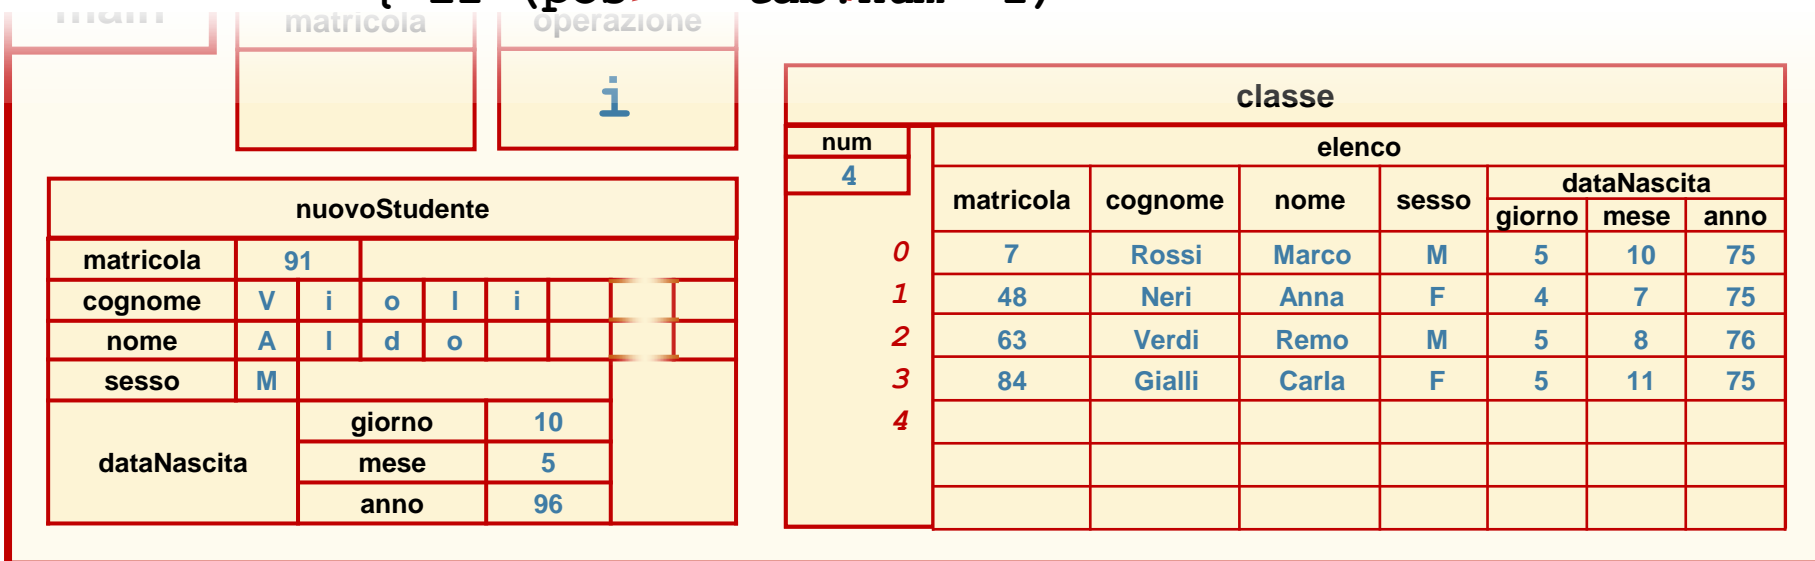 main matricola operazione
i
classe
num elenco
4
matricola cognome nome sesso dataNascita
giorno mese anno
0 7 Rossi Marco M 5 10 75
1 48 Neri Anna F 4 7 75
2 63 Verdi Remo M 5 8 76
3 84 Gialli Carla F 5 11 75
4
nuovoStudente
matricola 91
cognome V i o l i
nome A l d o
sesso M
dataNascita
giorno 10
mese 5
anno 96